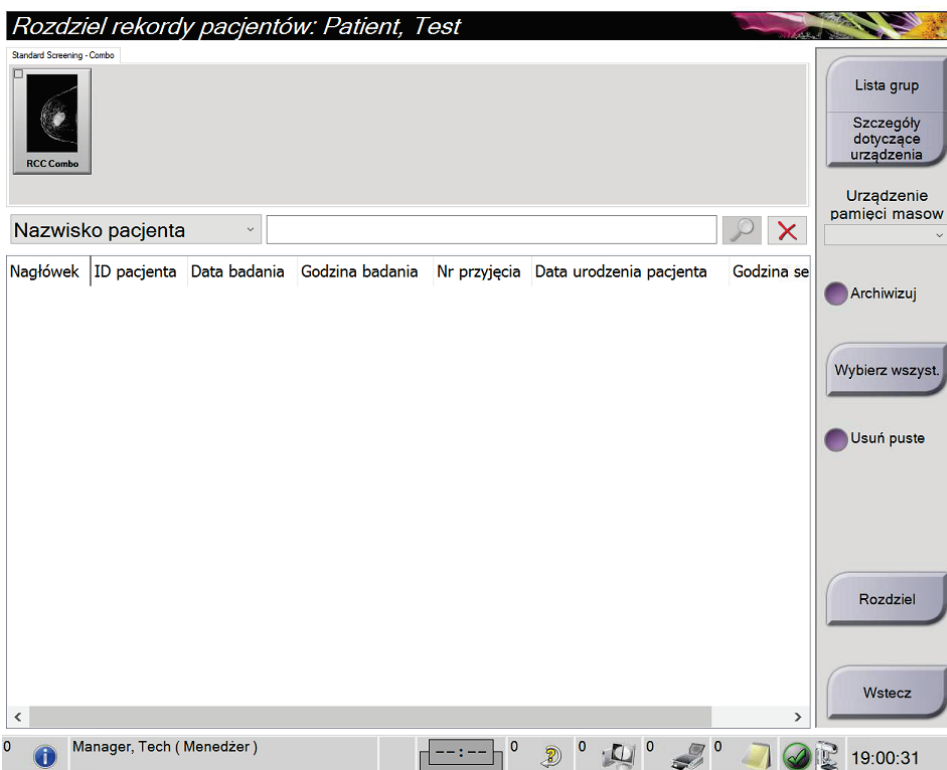 Rozdziel rekordy pacjentów: Patient, Test
Standard Screening - Combo
RCC Combo
Nazwisko pacjenta
Nagłówek ID pacjenta Data badania Godzina badania Nr przyjęcia Data urodzenia pacjenta Godzina se
Lista grup
Szczegóły
dotyczące
urządzenia
Urządzenie
pamięci masow
Archiwizuj
Wybierz wszyst.
Usuń puste
Rozdziel
Wstecz
0 Manager, Tech ( Menedżer ) --:-- 0 0 0 0 19:00:31